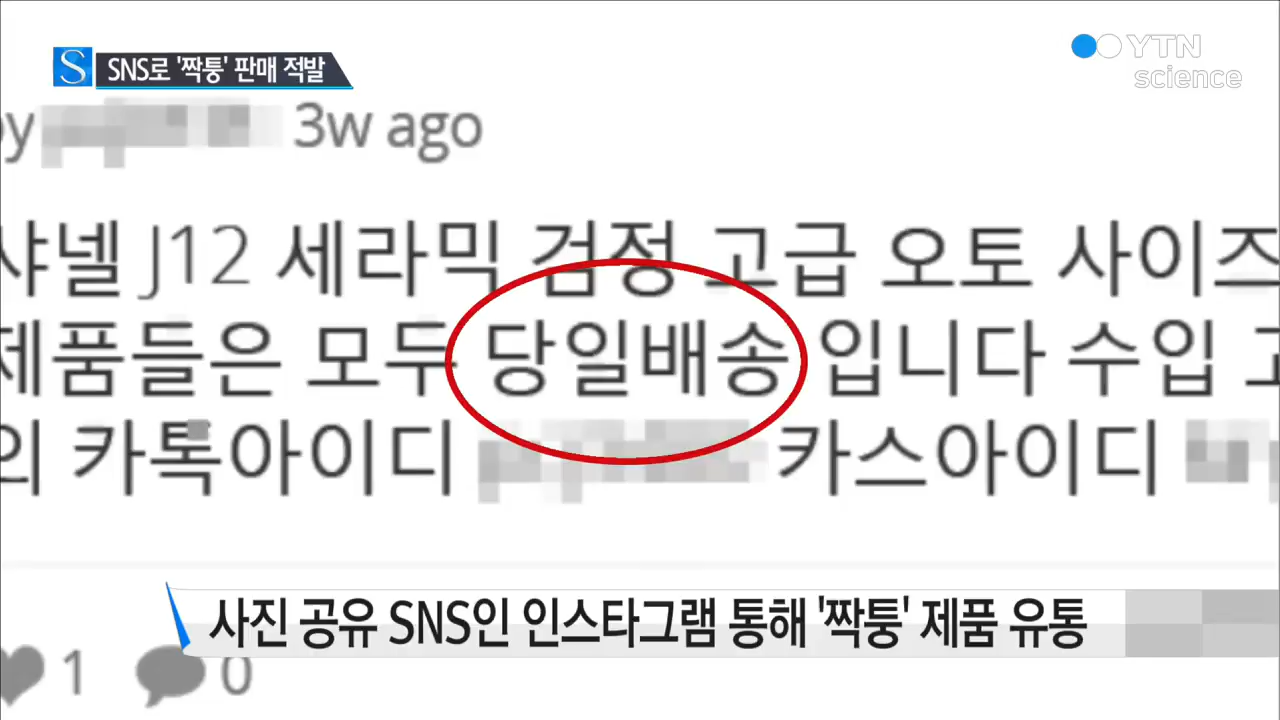 S SNS로 '짝퉁' 판매 적발
YTN
science
3w ago
샤넬 J12 세라믹 검정 고급 오토 사이즈
제품들은 모두 당일배송 입니다 수입
의 카톡아이디 카스아이디
사진 공유 SNS인 인스타그램 통해 '짝퉁' 제품 유통
1 0